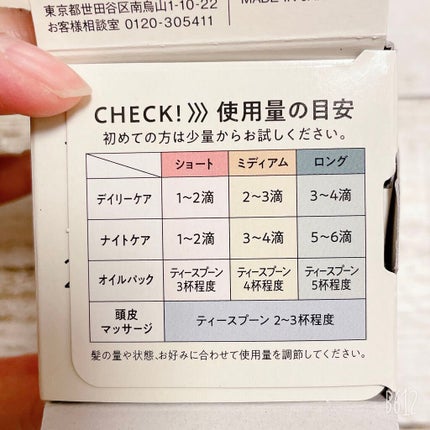 東京都世田谷区南烏山1-10-22
お客様相談室 0120-305411
MADE IN
CHECK! 使用量の目安
初めての方は少量からお試しください。
ショート ミディアム ロング
デイリーケア 1〜2滴 2〜3滴 3〜4滴
ナイトケア 1〜2滴 3〜4滴 5〜6滴
オイルパック ティースプーン 3杯程度 ティースプーン 4杯程度 ティースプーン 5杯程度
頭皮マッサージ ティースプーン 2〜3杯程度
髪の量や状態、お好みに合わせて使用量を調節してください。